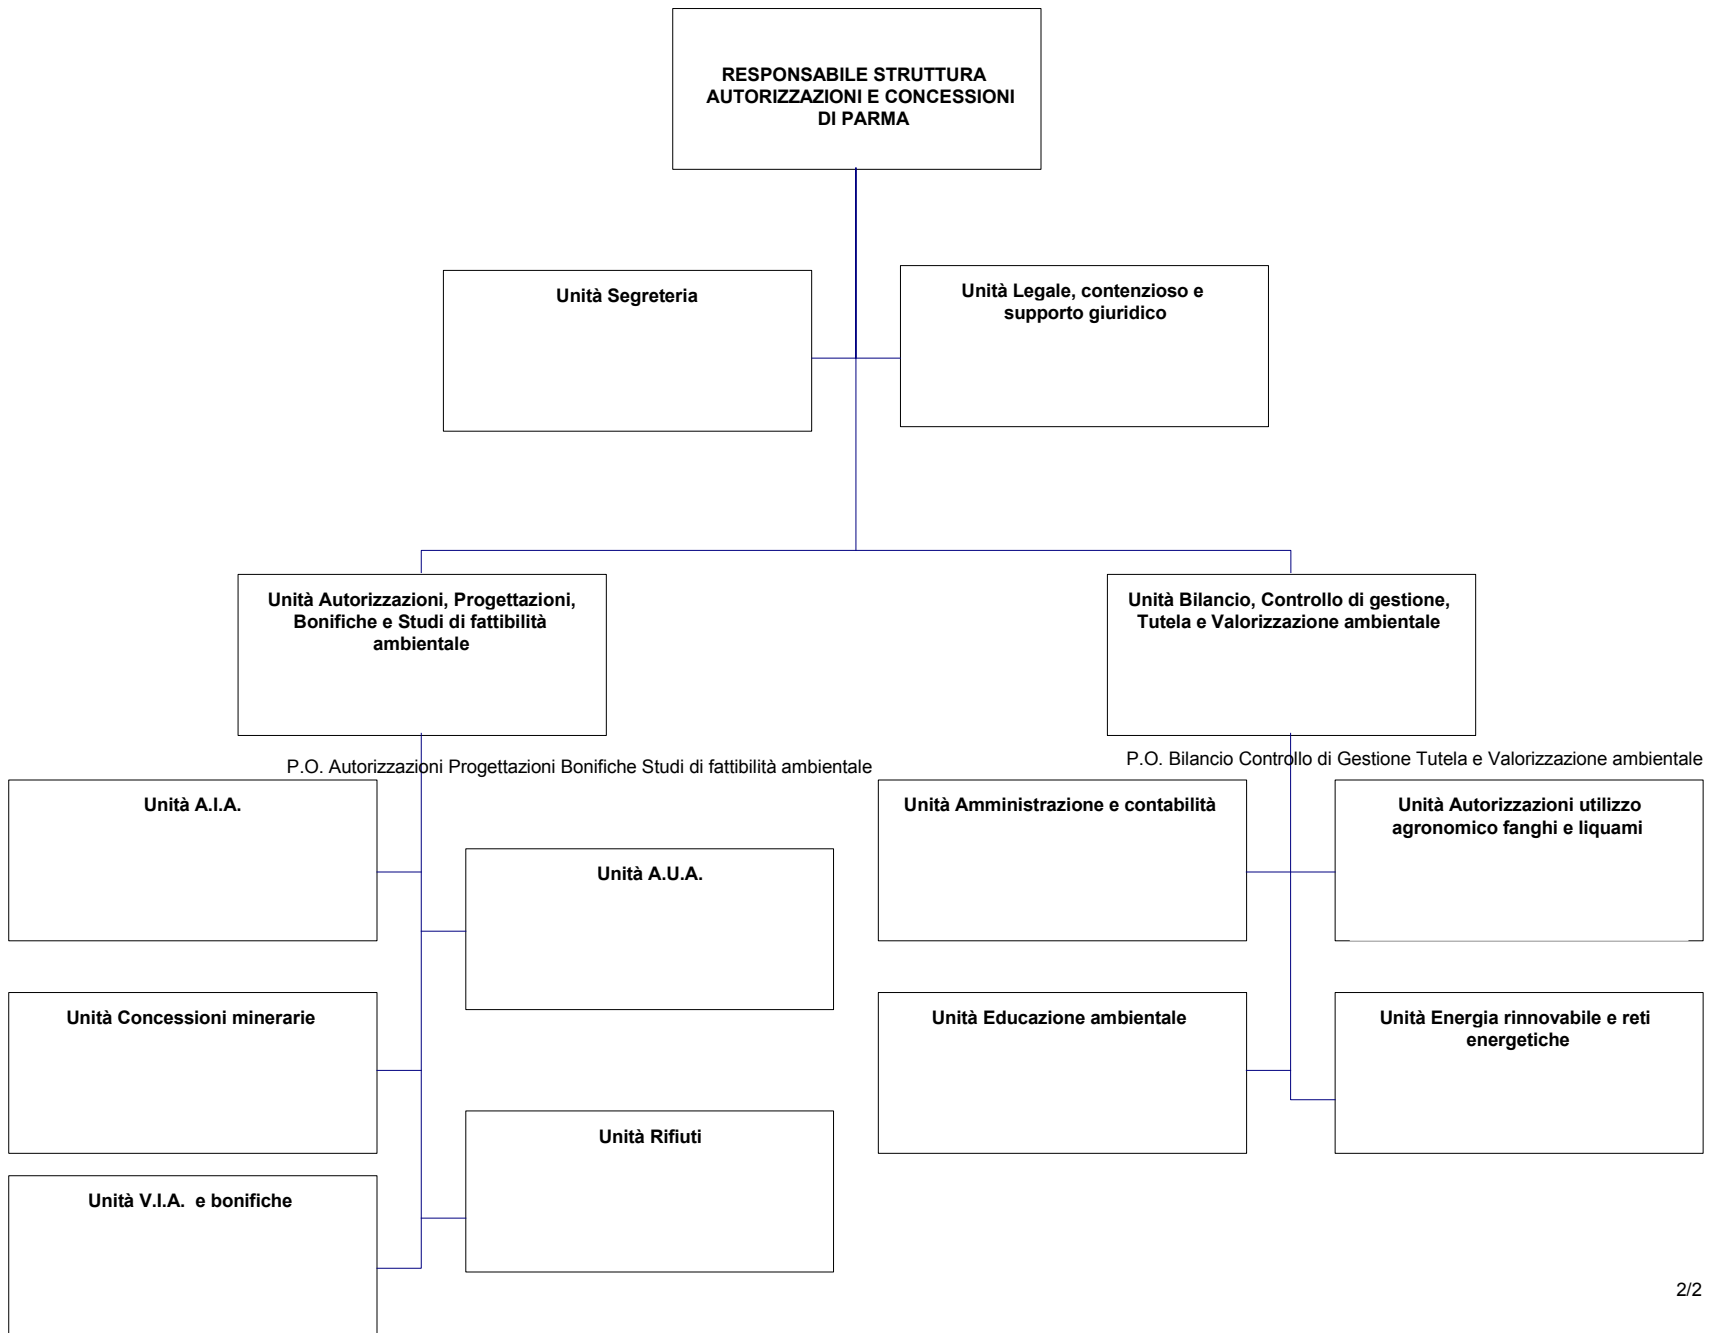 RESPONSABILE STRUTTURA
AUTORIZZAZIONI E CONCESSIONI
DI PARMA
Unità Segreteria
Unità Legale, contenzioso e
supporto giuridico
Unità Autorizzazioni, Progettazioni,
Bonifiche e Studi di fattibilità
ambientale
Unità Bilancio, Controllo di gestione,
Tutela e Valorizzazione ambientale
P.O. Autorizzazioni Progettazioni Bonifiche Studi di fattibilità ambientale
P.O. Bilancio Controllo di Gestione Tutela e Valorizzazione ambientale
Unità A.I.A.
Unità A.U.A.
Unità Concessioni minerarie
Unità Rifiuti
Unità V.I.A.  e bonifiche
Unità Amministrazione e contabilità
Unità Autorizzazioni utilizzo
agronomico fanghi e liquami
Unità Educazione ambientale
Unità Energia rinnovabile e reti
energetiche
2/2